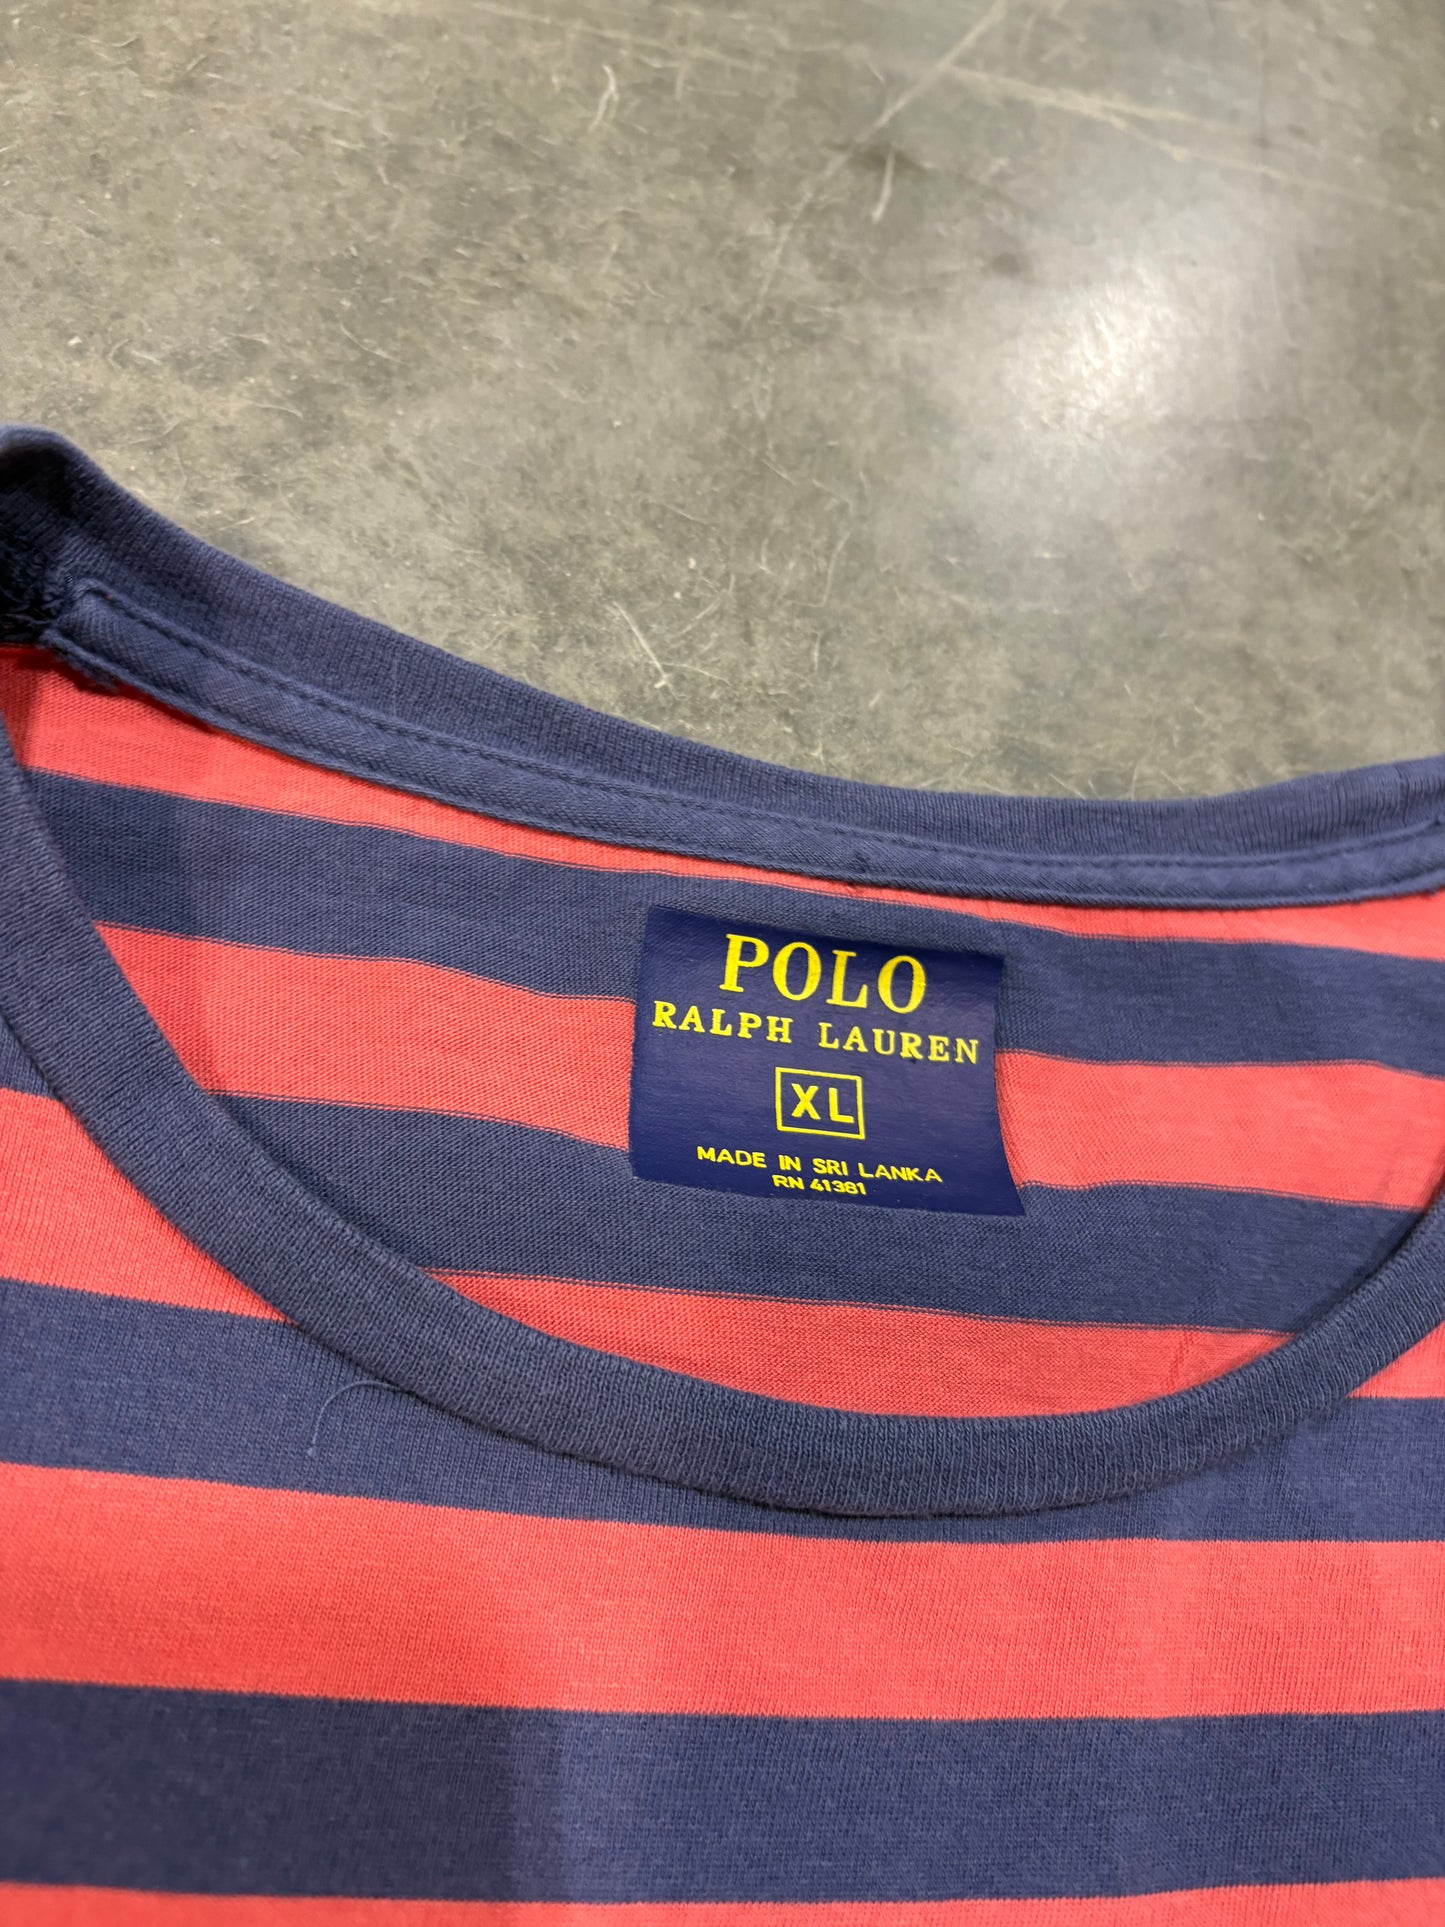 POLO
RALPH LAUREN
XL
MADE IN SRI LANKA
RN 41381